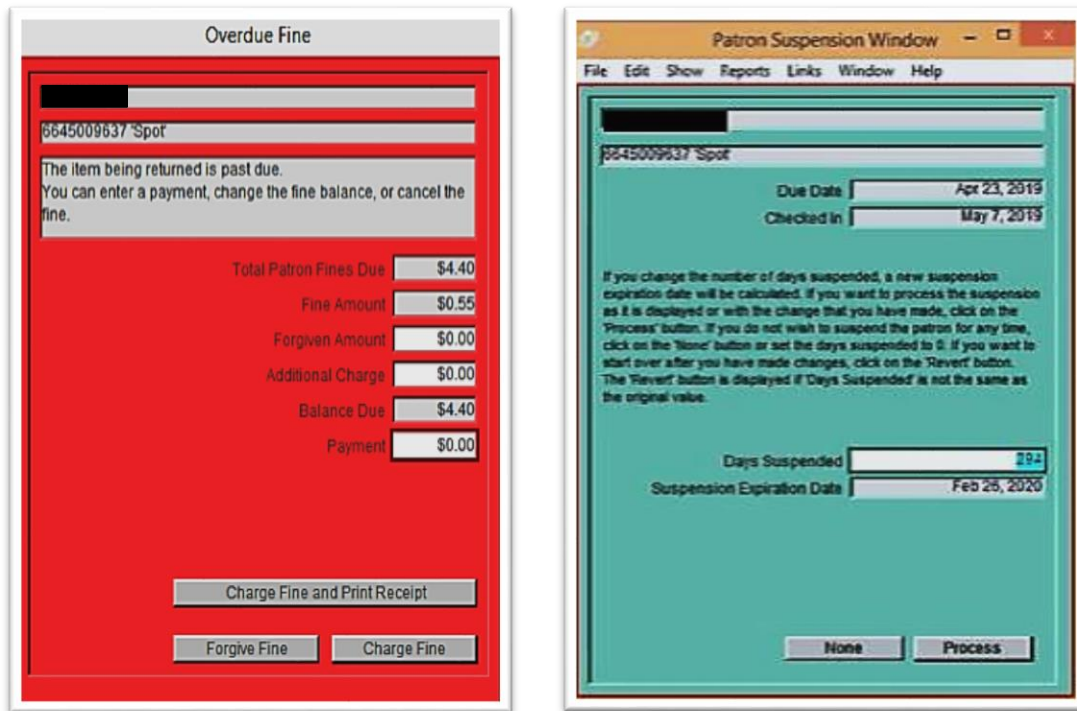 Overdue Fine
6645009637 'Spot'
The item being returned is past due.
You can enter a payment, change the fine balance, or cancel the
fine.
Total Patron Fines Due $4.40
Fine Amount $0.55
Forgiven Amount $0.00
Additional Charge $0.00
Balance Due $4.40
Payment $0.00
Charge Fine and Print Receipt
Forgive Fine Charge Fine
Patron Suspension Window
File Edit Show Reports Links Window Help
6645009637 'Spot'
Due Date Apr 23, 2019
Checked In May 7, 2019
If you change the number of days suspended, a new suspension
expiration date will be calculated. If you want to process the suspension
as it is displayed or with the change that you have made, click on the
'Process' button. If you do not wish to suspend the patron for any time,
click on the 'None' button or set the days suspended to 0. If you want to
start over after you have made changes, click on the 'Revert' button.
The 'Revert' button is displayed if 'Days Suspended' is not the same as
the original value.
Days Suspended 294
Suspension Expiration Date Feb 26, 2020
None Process